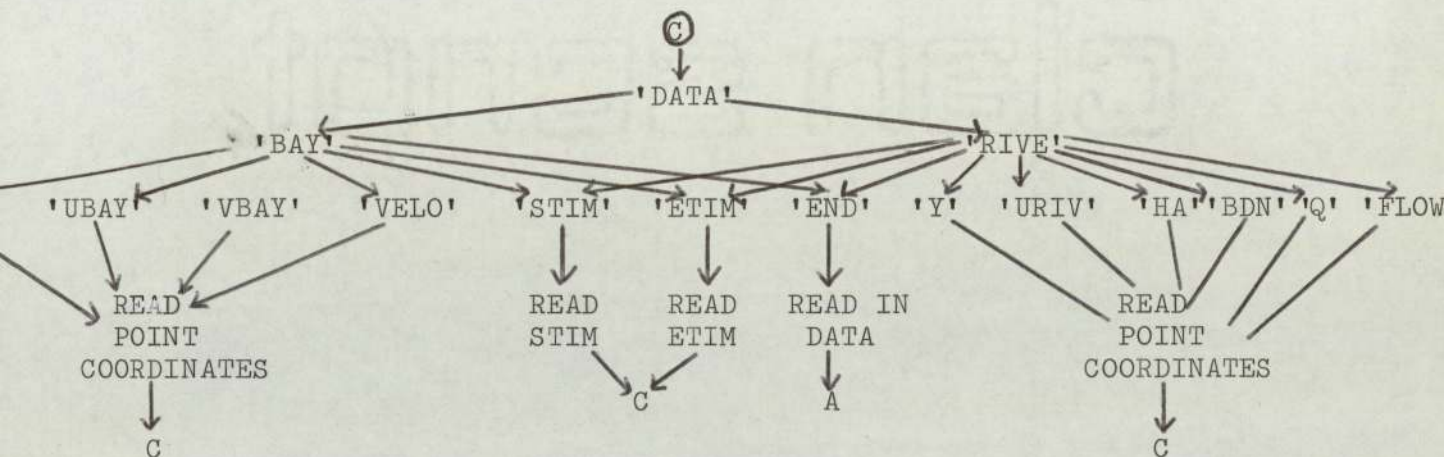 C
'DATA'
'BAY' 'RIVE'
'UBAY' 'VBAY' 'VELO' 'STIM' 'ETIM' 'END' 'Y' 'URIV' 'HA' 'BDN' 'Q' 'FLOW
READ READ READ READ IN READ
POINT STIM ETIM DATA POINT
COORDINATES COORDINATES
C A
C C